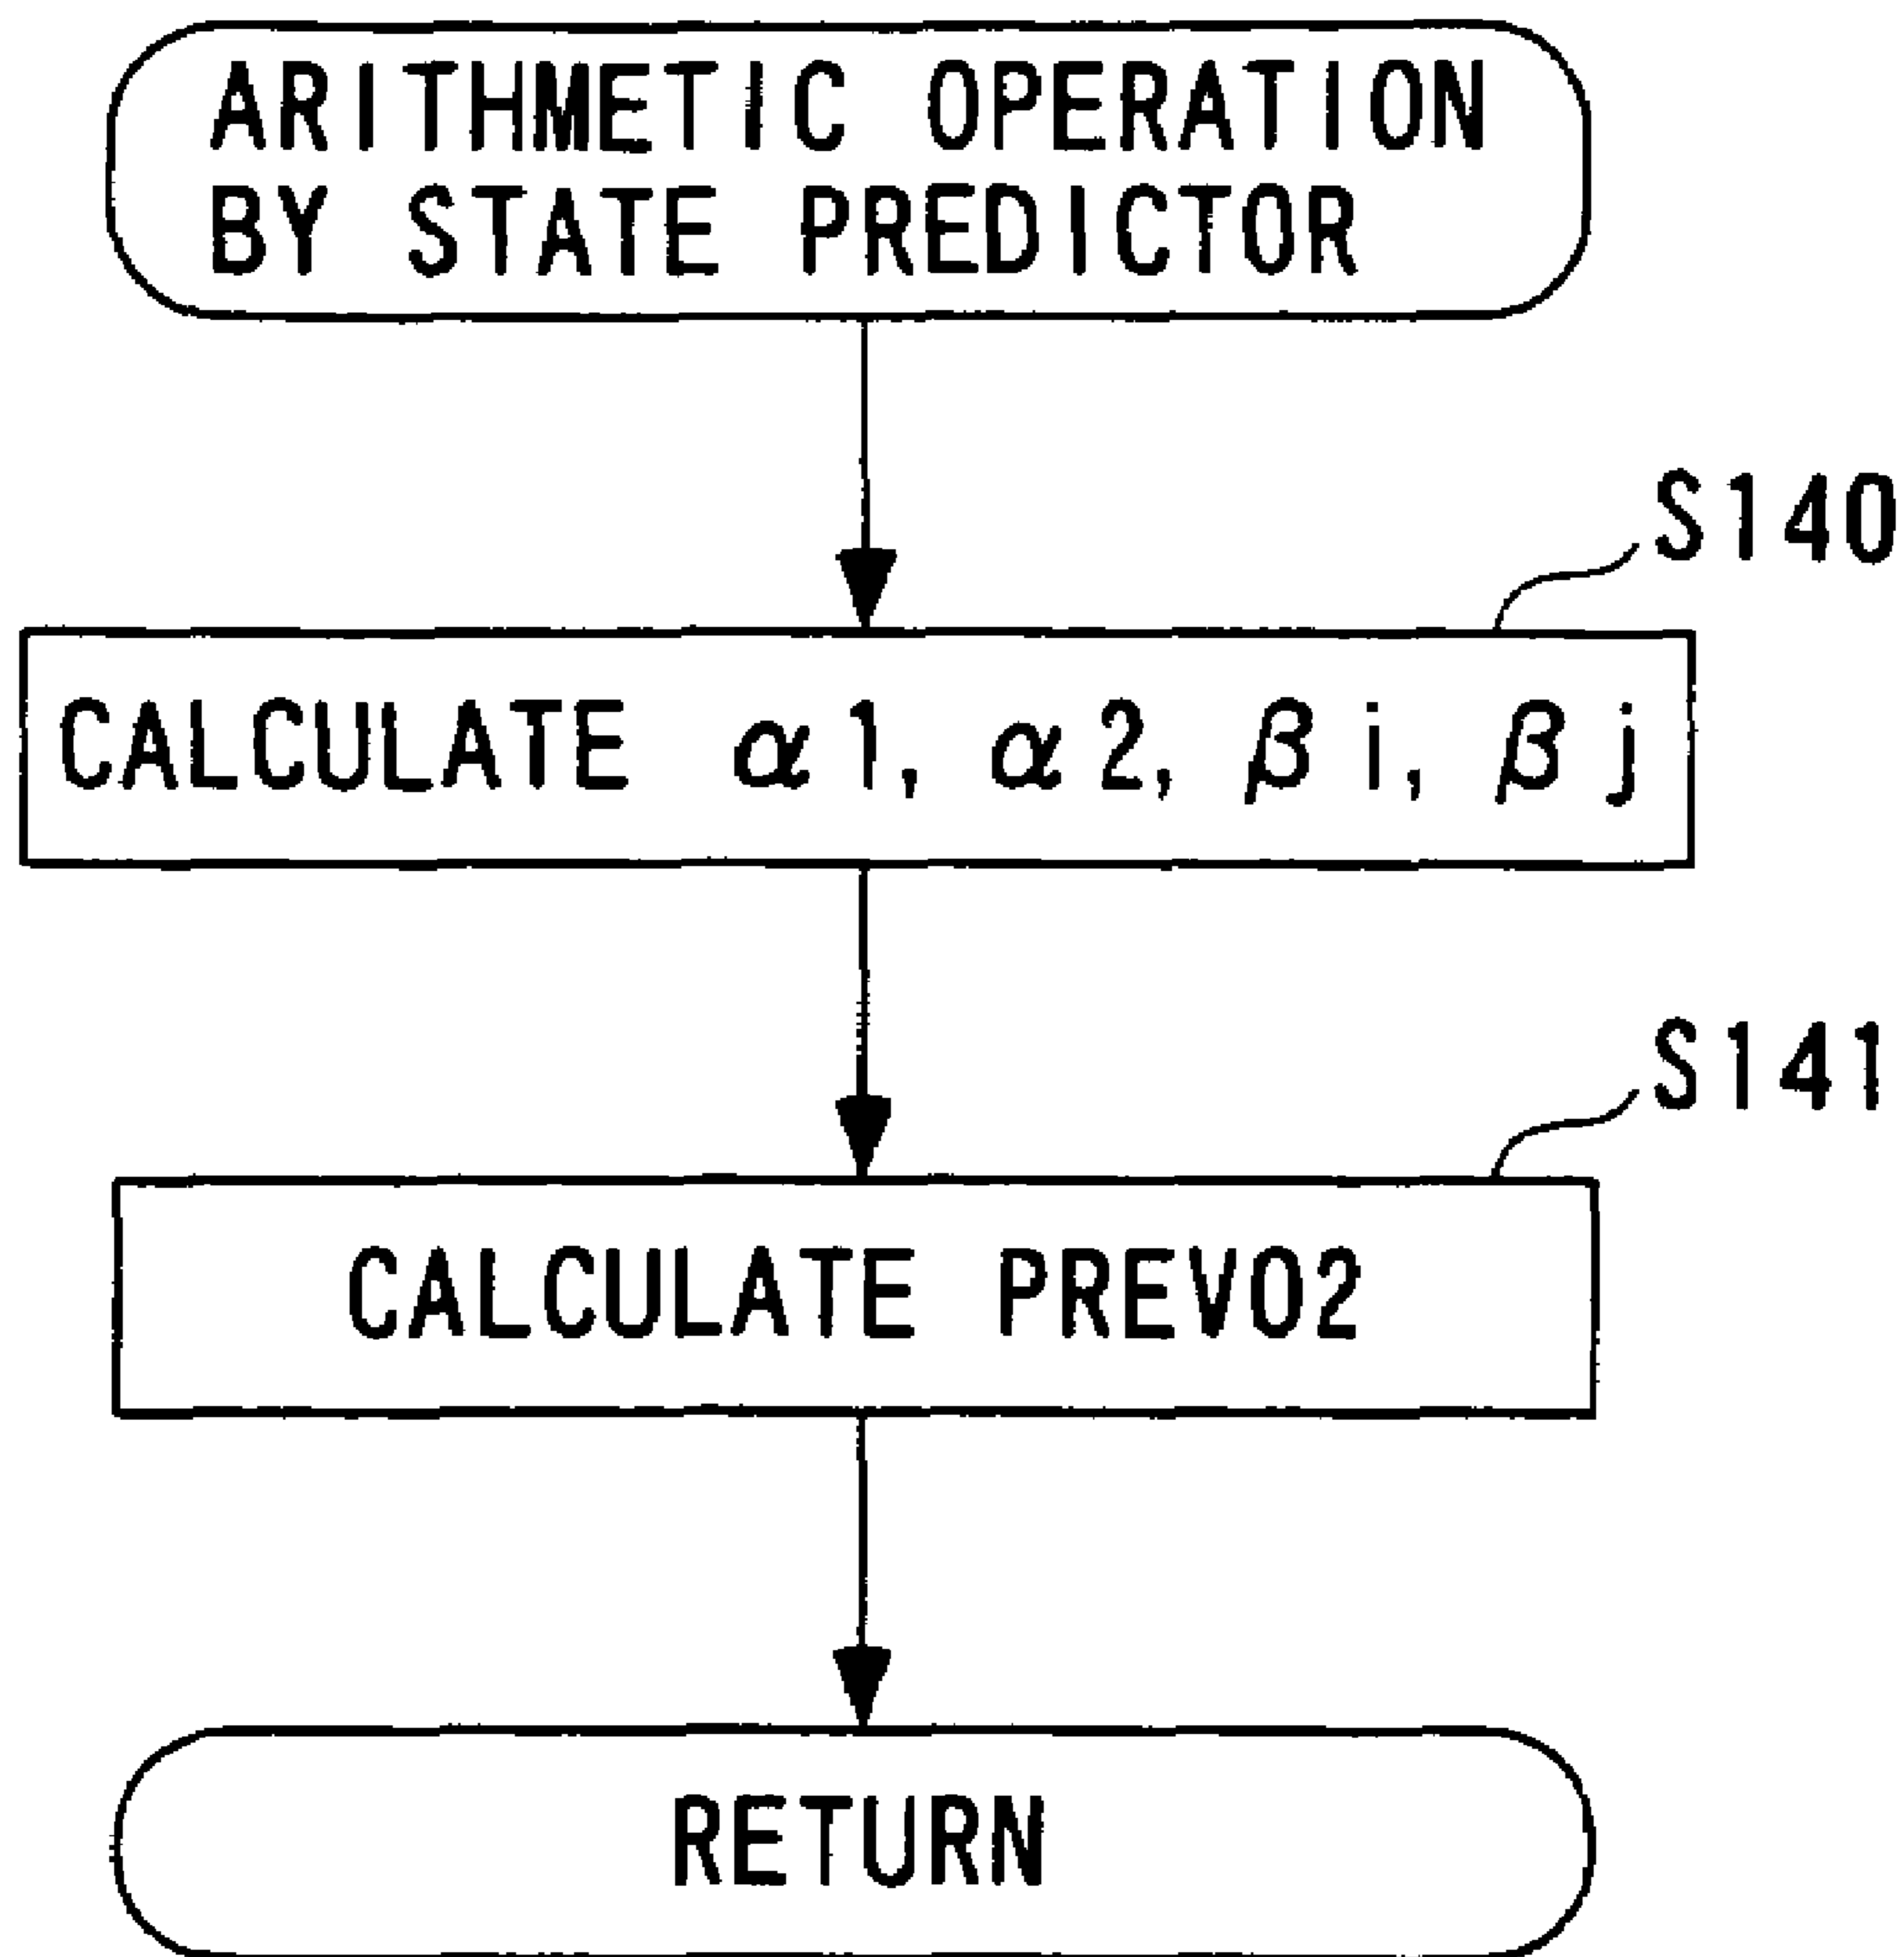 ARITHMETIC OPERATION
BY STATE PREDICTOR
S140
CALCULATE α1, α2, βi, βj
S141
CALCULATE PREVO2
RETURN